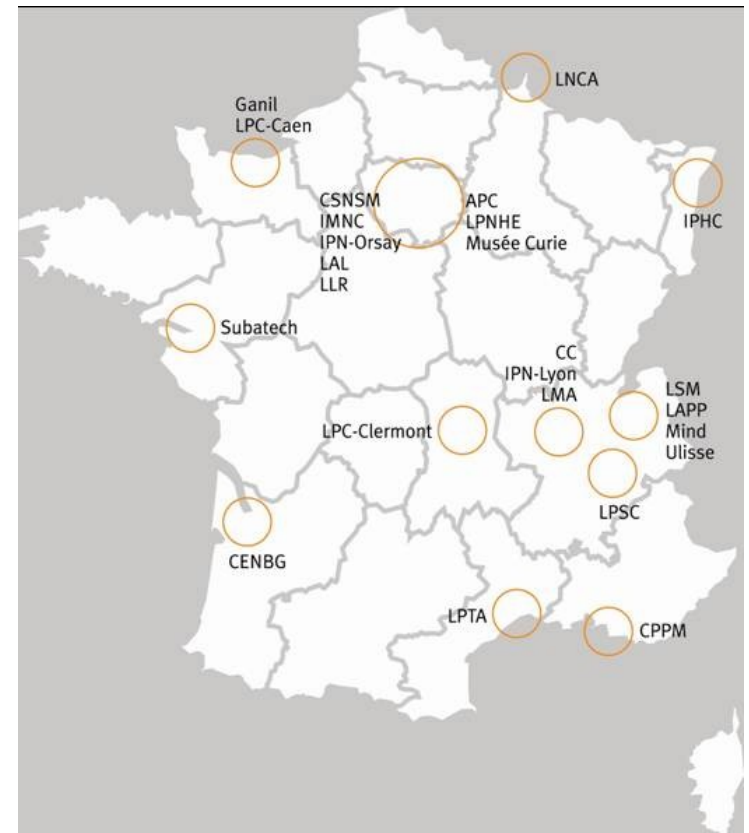 LNCA
Ganil
LPC-Caen
CSNSM
IMNC
IPN-Orsay
LAL
LLR
APC
LPNHE
Musée Curie
IPHC
Subatech
CC
IPN-Lyon
LMA
LSM
LAPP
Mind
Ulisse
LPC-Clermont
LPSC
CENBG
LPTA
CPPM